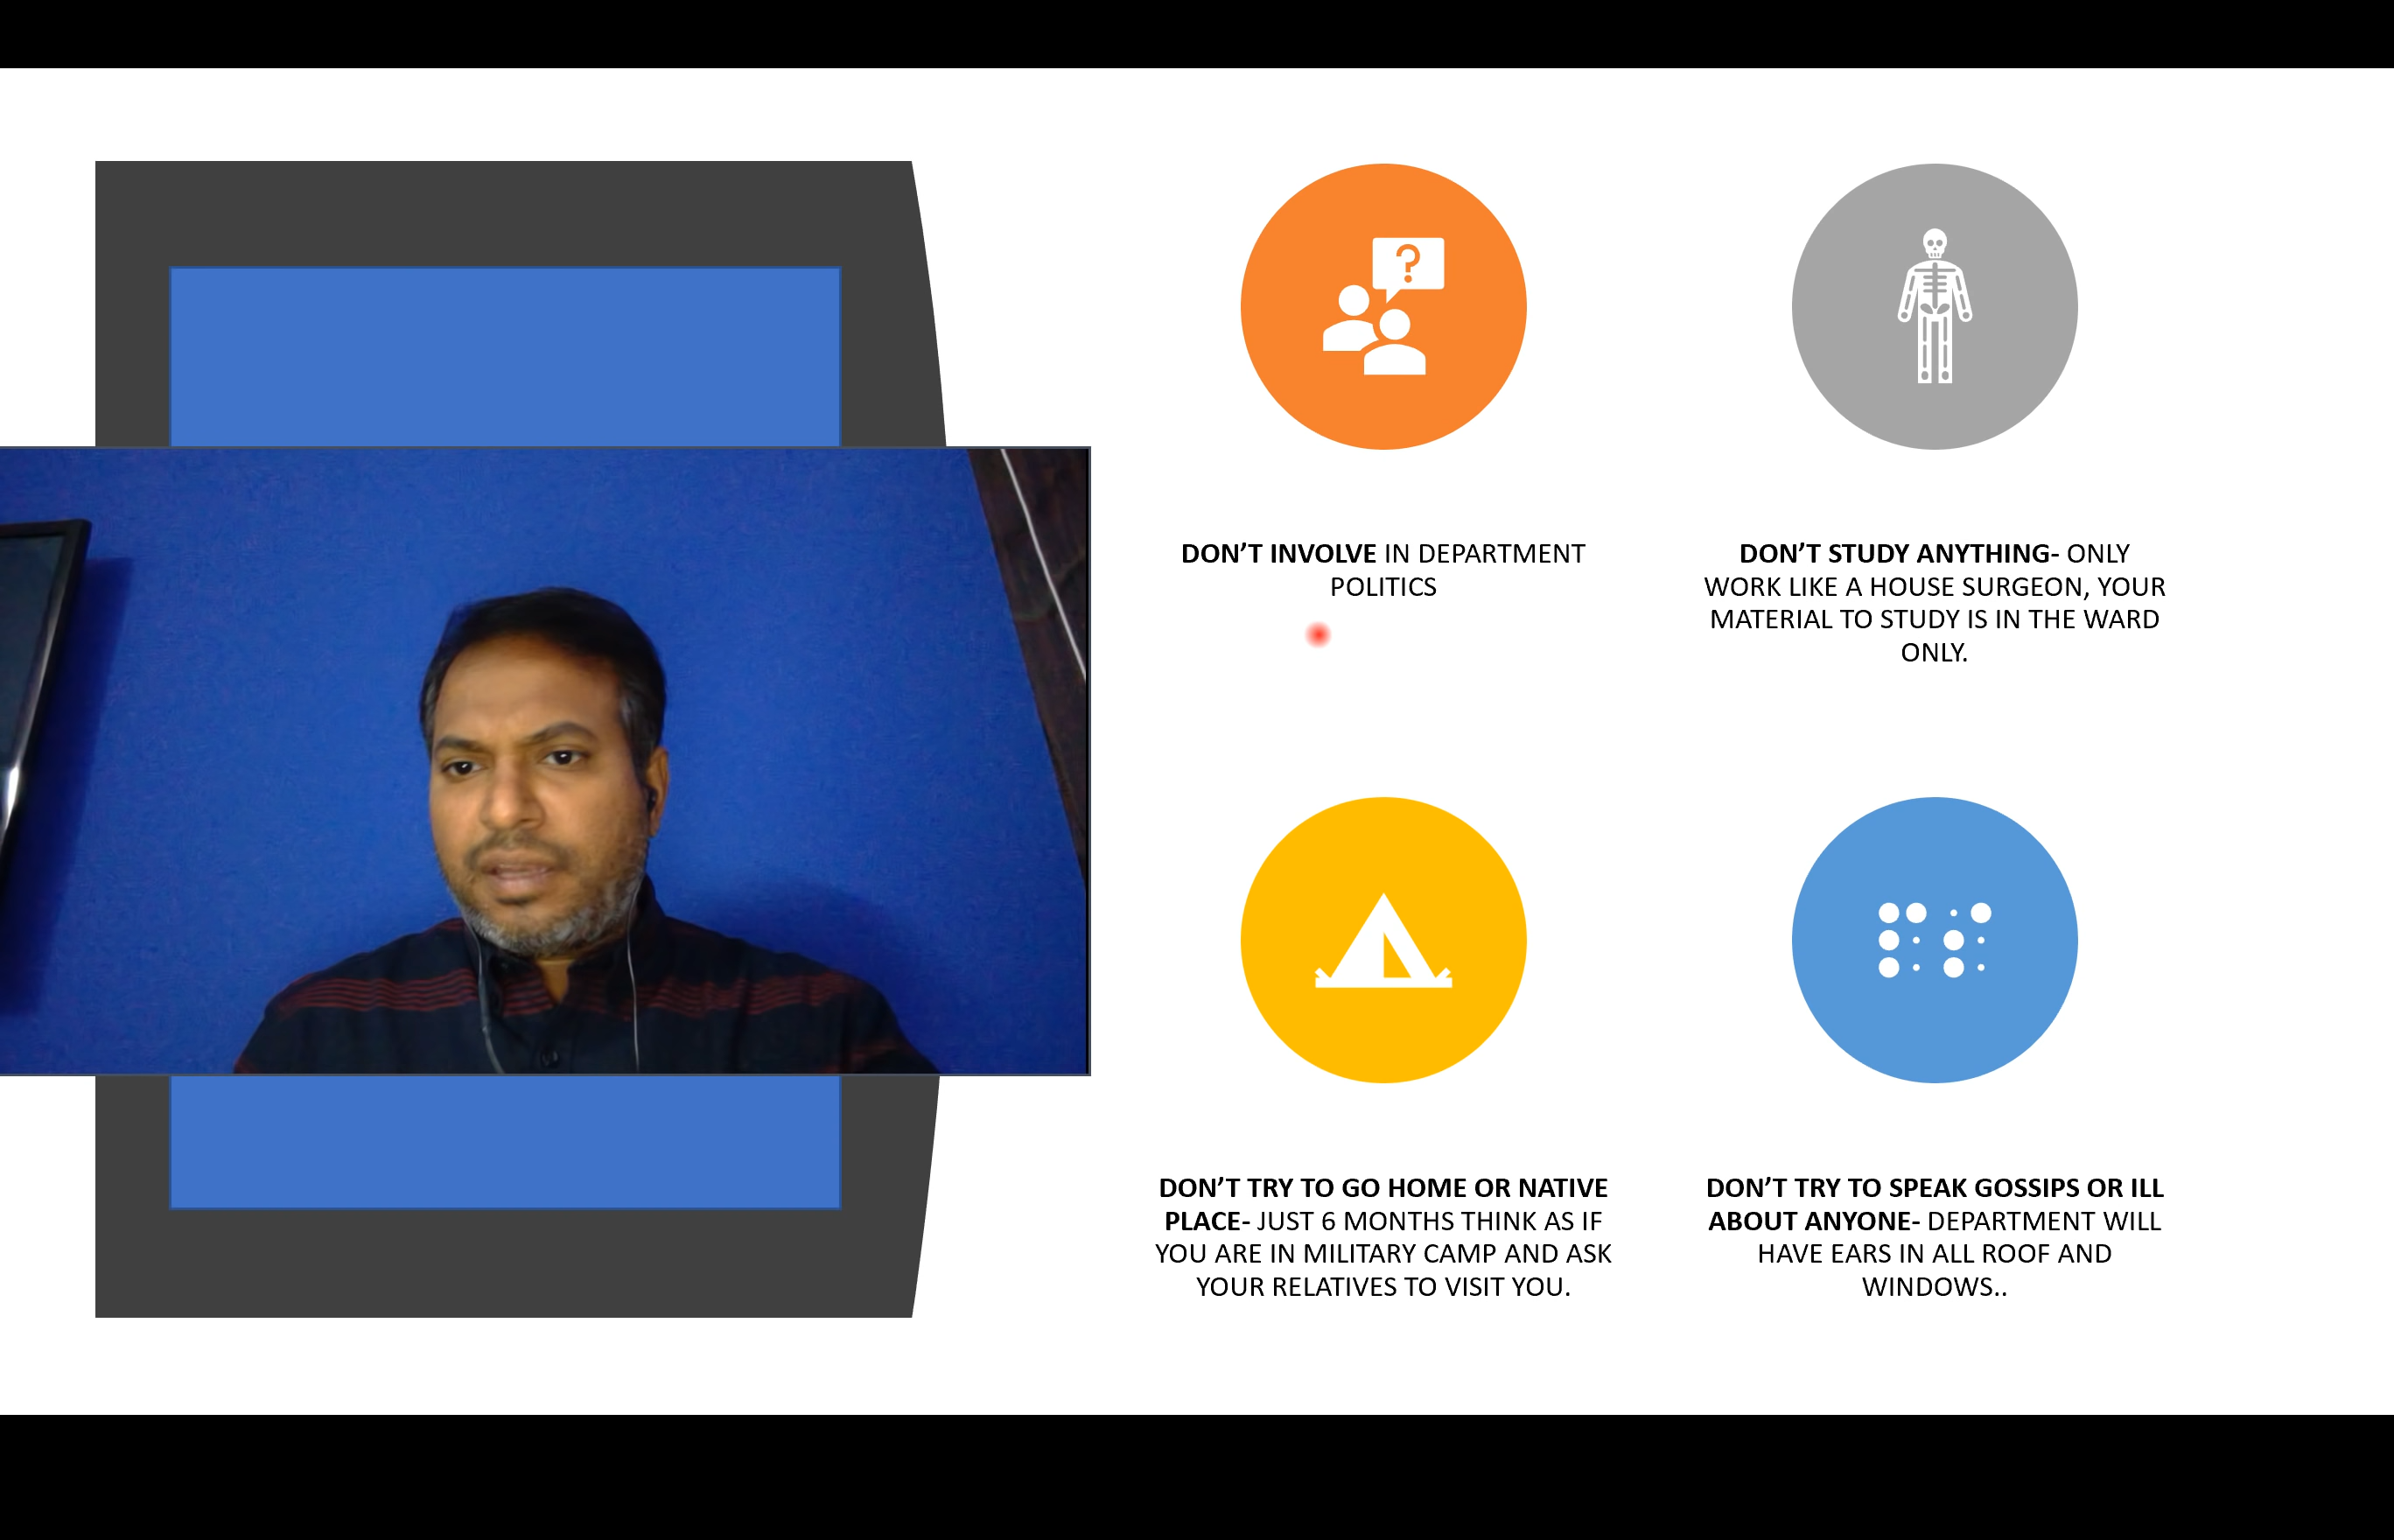 ?
DON'T INVOLVE IN DEPARTMENT
POLITICS
DON'T STUDY ANYTHING- ONLY
WORK LIKE A HOUSE SURGEON, YOUR
MATERIAL TO STUDY IS IN THE WARD
ONLY.
DON'T TRY TO GO HOME OR NATIVE
PLACE- JUST 6 MONTHS THINK AS IF
YOU ARE IN MILITARY CAMP AND ASK
YOUR RELATIVES TO VISIT YOU.
DON'T TRY TO SPEAK GOSSIPS OR ILL
ABOUT ANYONE- DEPARTMENT WILL
HAVE EARS IN ALL ROOF AND
WINDOWS..